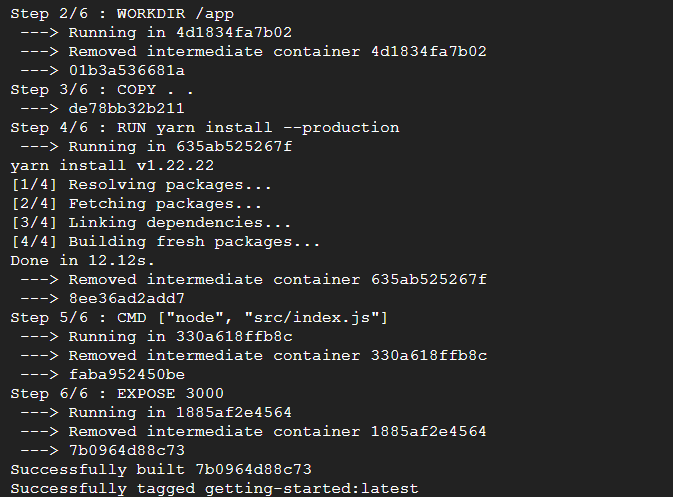 Step 2/6 : WORKDIR /app
 ---> Running in 4d1834fa7b02
 ---> Removed intermediate container 4d1834fa7b02
 ---> 01b3a536681a
Step 3/6 : COPY . .
 ---> de78bb32b211
Step 4/6 : RUN yarn install --production
 ---> Running in 635ab525267f
yarn install v1.22.22
[1/4] Resolving packages...
[2/4] Fetching packages...
[3/4] Linking dependencies...
[4/4] Building fresh packages...
Done in 12.12s.
 ---> Removed intermediate container 635ab525267f
 ---> 8ee36ad2add7
Step 5/6 : CMD ["node", "src/index.js"]
 ---> Running in 330a618ffb8c
 ---> Removed intermediate container 330a618ffb8c
 ---> faba952450be
Step 6/6 : EXPOSE 3000
 ---> Running in 1885af2e4564
 ---> Removed intermediate container 1885af2e4564
 ---> 7b0964d88c73
Successfully built 7b0964d88c73
Successfully tagged getting-started:latest